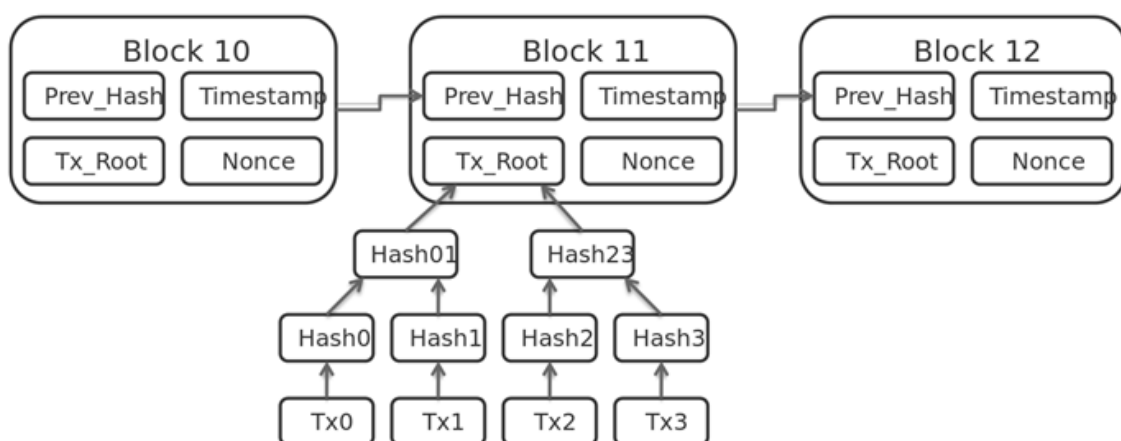 Block 10 Block 11 Block 12
Prev_Hash Timestamp Prev_Hash Timestamp Prev_Hash Timestamp
Tx_Root Nonce Tx_Root Nonce Tx_Root Nonce
Hash01 Hash23
Hash0 Hash1 Hash2 Hash3
Tx0 Tx1 Tx2 Tx3